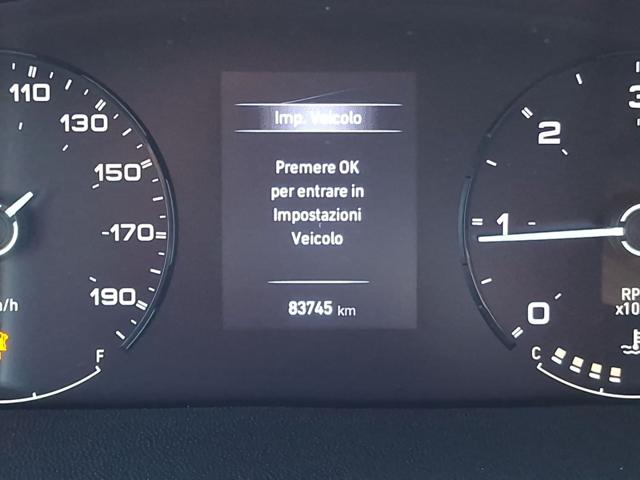 110
130
150
170
190
F
Imp. Veicolo
Premere OK
per entrare in
Impostazioni
Veicolo
83745 km
3
2
1
0
C